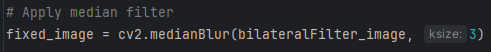 # Apply median filter
fixed_image = cv2.medianBlur(bilateralFilter_image, ksize: 3)